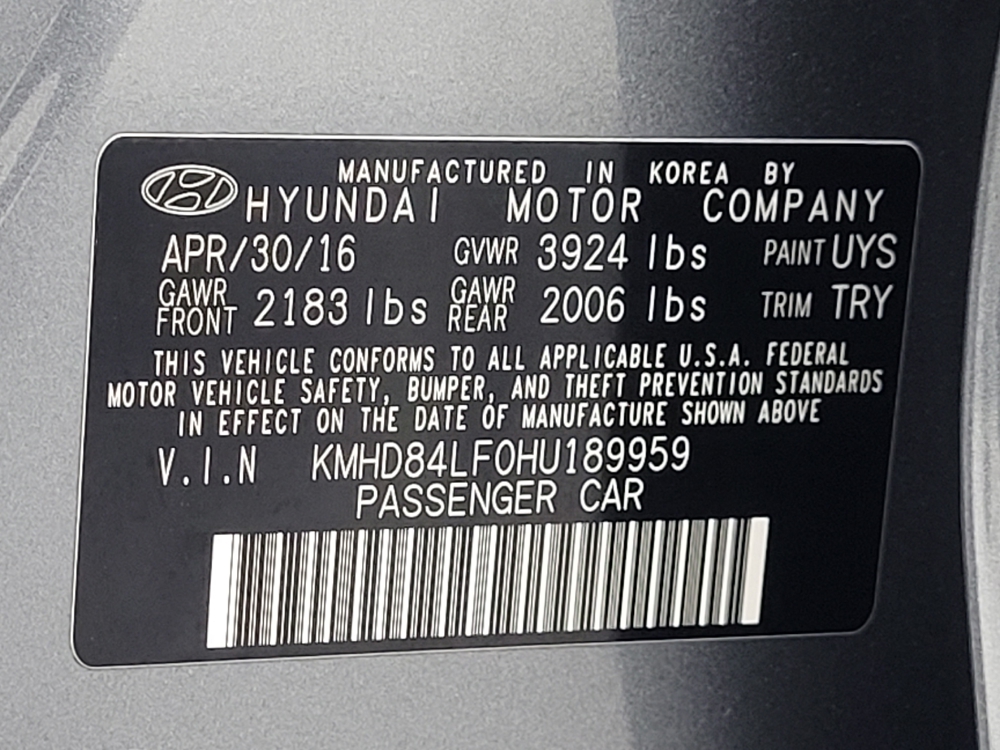 MANUFACTURED IN KOREA BY
HYUNDAI MOTOR COMPANY
APR/30/16 GVWR 3924 lbs PAINT UYS
GAWR FRONT 2183 lbs GAWR REAR 2006 lbs TRIM TRY
THIS VEHICLE CONFORMS TO ALL APPLICABLE U.S.A. FEDERAL
MOTOR VEHICLE SAFETY, BUMPER, AND THEFT PREVENTION STANDARDS
IN EFFECT ON THE DATE OF MANUFACTURE SHOWN ABOVE
V.I.N KMHD84LF0HU189959
PASSENGER CAR